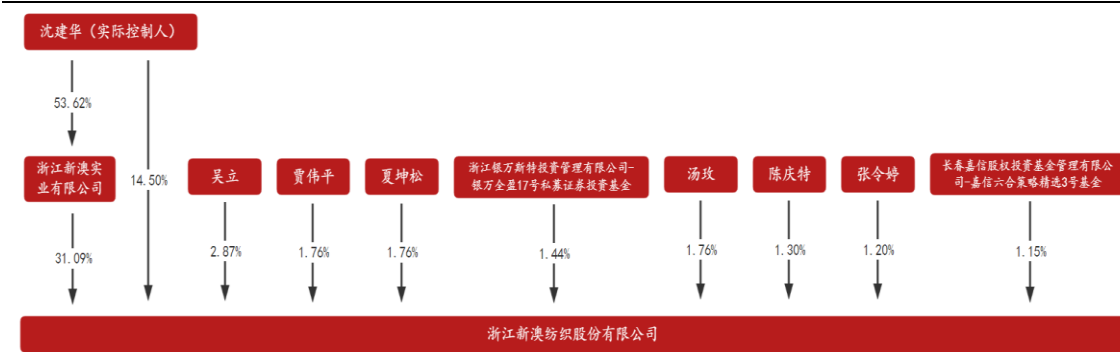 沈建华（实际控制人）
53.62%
浙江新澳实
业有限公司
14.50%
吴立
贾伟平
夏坤松
浙江银万斯特投资管理有限公司-
银万全盈17号私募证券投资基金
汤玫
陈庆特
张令婷
长春嘉信股权投资基金管理有限公
司-嘉信六合策略精选3号基金
31.09%
2.87%
1.76%
1.76%
1.44%
1.76%
1.30%
1.20%
1.15%
浙江新澳纺织股份有限公司